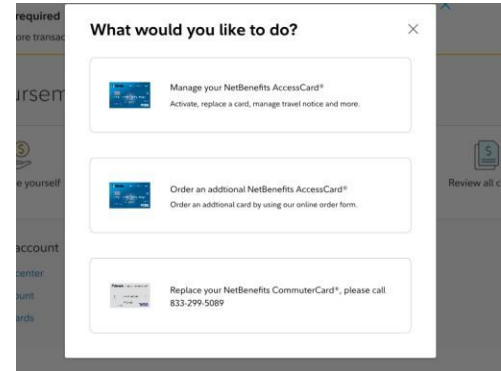 required
ore transac
What would you like to do?
ursem
Manage your NetBenefits AccessCard®
Activate, replace a card, manage travel notice and more.
e yourself
Review all c
Order an addtional NetBenefits AccessCard®
Order an addtional card by using our online order form.
account
center
ount
ards
Replace your NetBenefits CommuterCard®, please call
833-299-5089